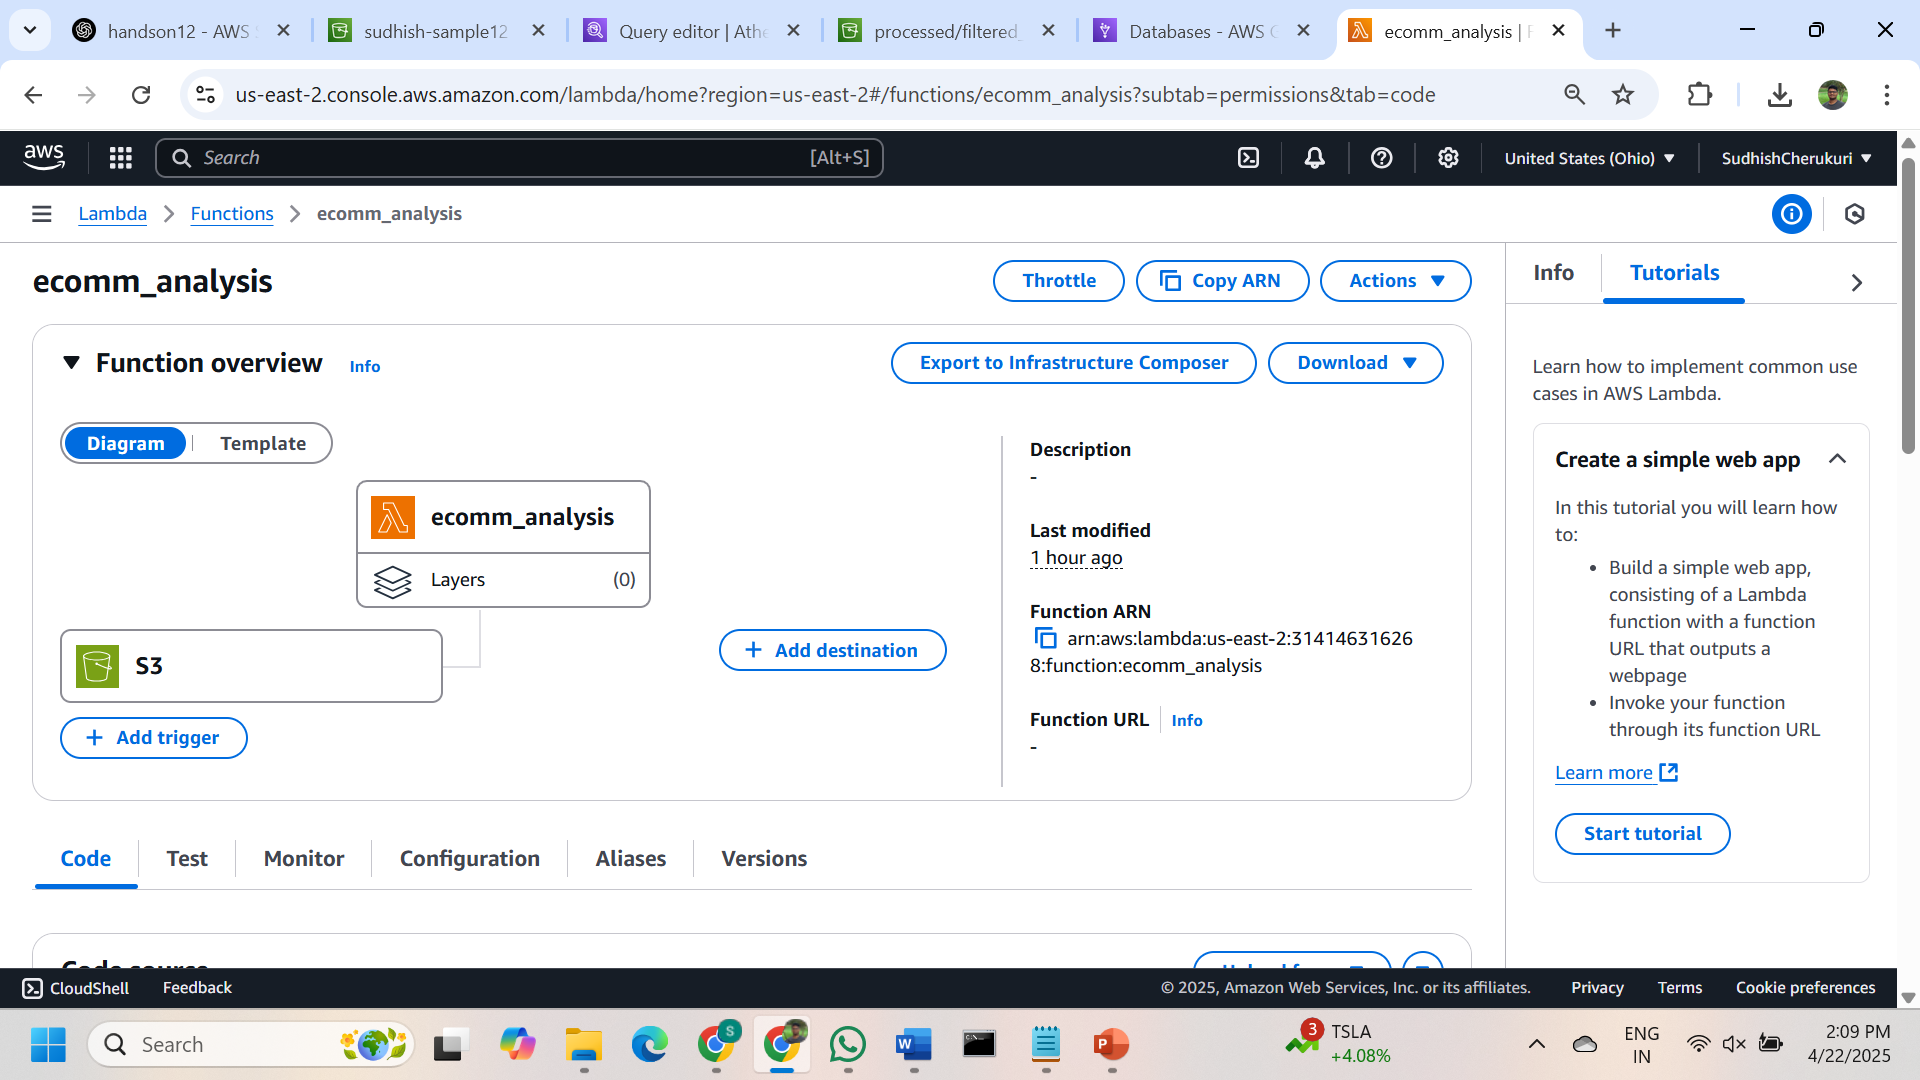 handson12 - AWS
sudhish-sample12
Query editor | Athe
processed/filtered_
Databases - AWS G
ecomm_analysis | F
us-east-2.console.aws.amazon.com/lambda/home?region=us-east-2#/functions/ecomm_analysis?subtab=permissions&tab=code
aws
Search
[Alt+S]
United States (Ohio)
SudhishCherukuri
Lambda
Functions
ecomm_analysis
ecomm_analysis
Throttle
Copy ARN
Actions
Info
Tutorials
Function overview
Info
Export to Infrastructure Composer
Download
Diagram
Template
ecomm_analysis
Layers
(0)
S3
Add trigger
Add destination
Description
-
Last modified
1 hour ago
Function ARN
arn:aws:lambda:us-east-2:31414631626
8:function:ecomm_analysis
Function URL
Info
-
Learn how to implement common use
cases in AWS Lambda.
Create a simple web app
In this tutorial you will learn how
to:
• Build a simple web app,
consisting of a Lambda
function with a function
URL that outputs a
webpage
• Invoke your function
through its function URL
Learn more
Start tutorial
Code
Test
Monitor
Configuration
Aliases
Versions
Code source
CloudShell
Feedback
© 2025, Amazon Web Services, Inc. or its affiliates.
Privacy
Terms
Cookie preferences
Search
S
3
TSLA
+4.08%
ENG
IN
2:09 PM
4/22/2025